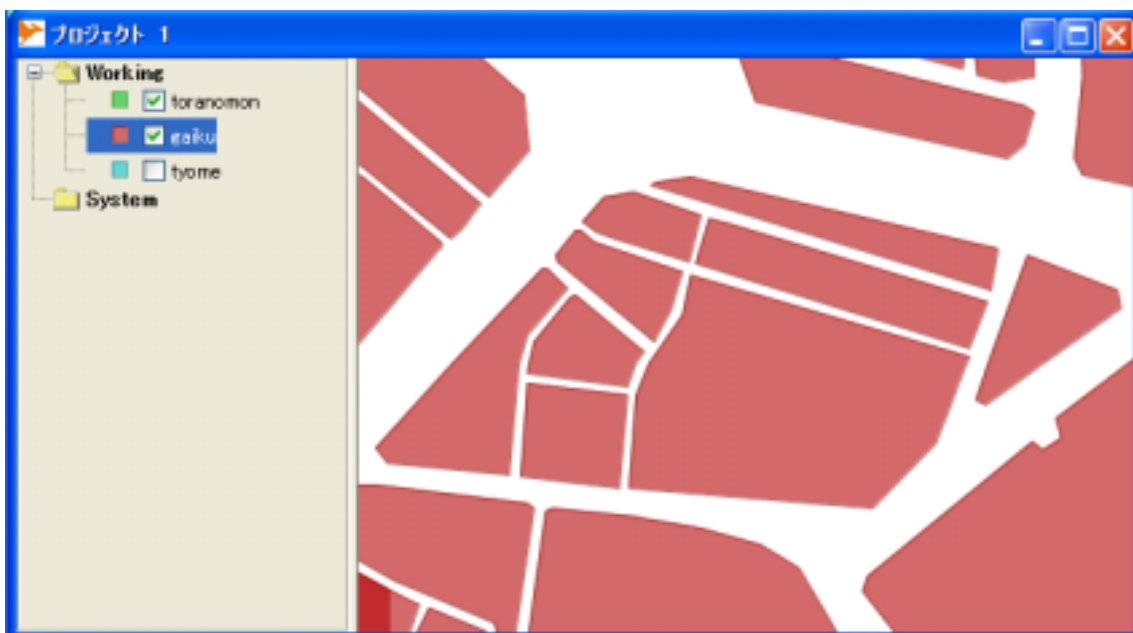 プロジェクト 1
Working
toranomon
gaiku
tyome
System